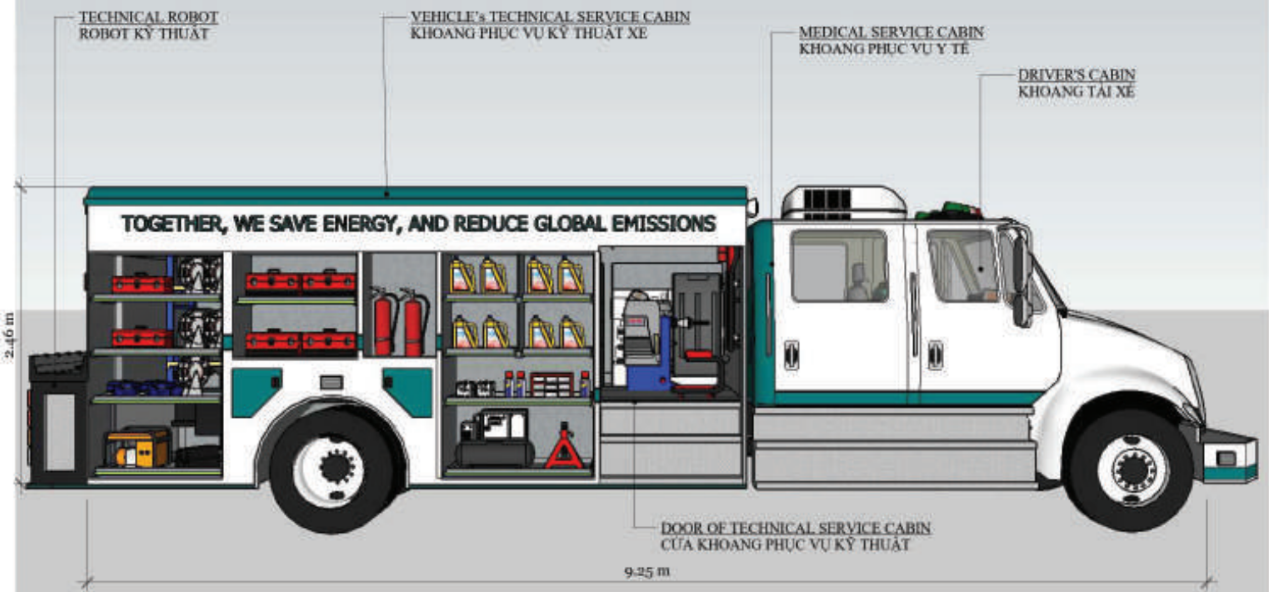 TECHNICAL ROBOT
ROBOT KỸ THUẬT
VEHICLE's TECHNICAL SERVICE CABIN
KHOANG PHỤC VỤ KỸ THUẬT XE
MEDICAL SERVICE CABIN
KHOANG PHỤC VỤ Y TẾ
DRIVER'S CABIN
KHOANG TÀI XẾ
TOGETHER, WE SAVE ENERGY, AND REDUCE GLOBAL EMISSIONS
2.46 m
DOOR OF TECHNICAL SERVICE CABIN
CỬA KHOANG PHỤC VỤ KỸ THUẬT
9.25 m